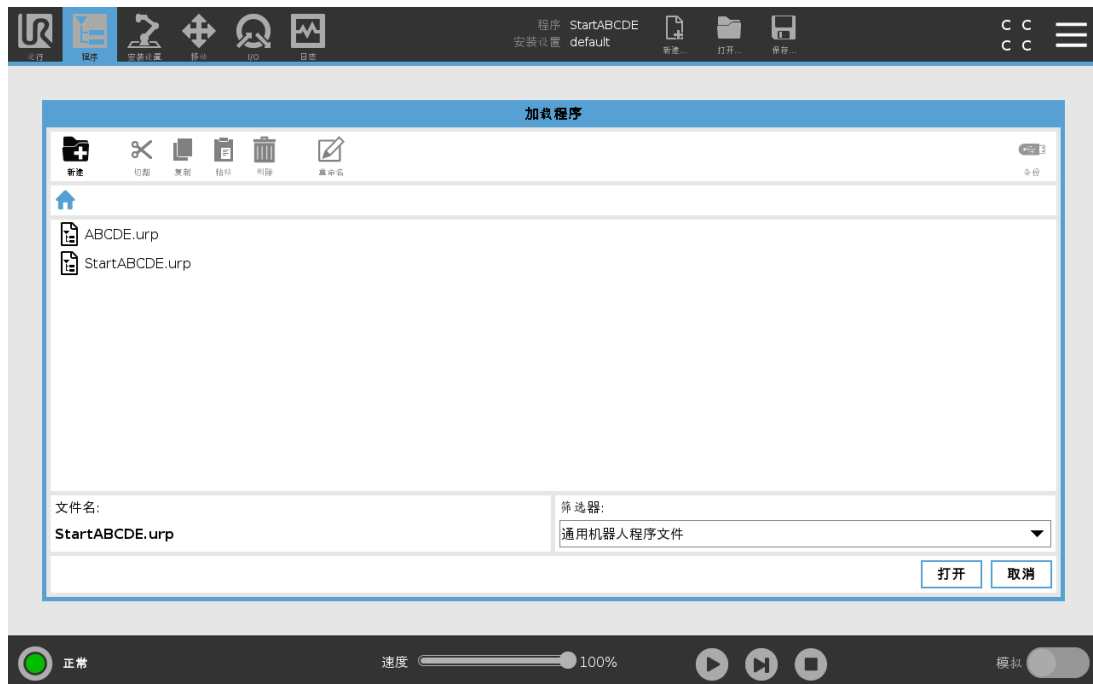 程序 StartABCDE
安装设置 default
C C
C C
运行 程序 安装设置 移动 I/O 日志 新建... 打开... 保存...
加载程序
新建 切割 复制 粘贴 删除 重命名 备份
ABCDE.urp
StartABCDE.urp
文件名: 筛选器:
StartABCDE.urp 通用机器人程序文件
打开 取消
正常 速度 100% 模拟